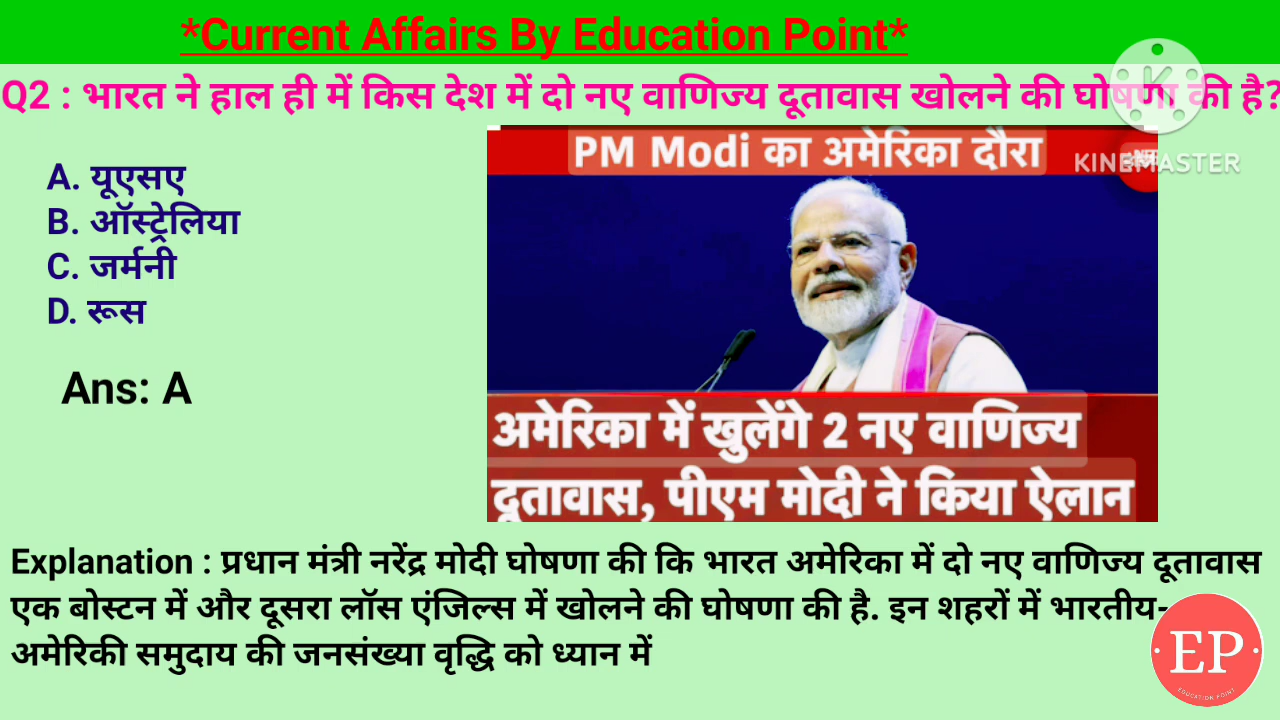 *Current Affairs By Education Point*
Q2 : भारत ने हाल ही में किस देश में दो नए वाणिज्य दूतावास खोलने की घोषणा की है?
PM Modi का अमेरिका दौरा
KINEMASTER
A. यूएसए
B. ऑस्ट्रेलिया
C. जर्मनी
D. रूस
Ans: A
अमेरिका में खुलेंगे 2 नए वाणिज्य
दूतावास, पीएम मोदी ने किया ऐलान
Explanation : प्रधान मंत्री नरेंद्र मोदी घोषणा की कि भारत अमेरिका में दो नए वाणिज्य दूतावास
एक बोस्टन में और दूसरा लॉस एंजिल्स में खोलने की घोषणा की है. इन शहरों में भारतीय-
अमेरिकी समुदाय की जनसंख्या वृद्धि को ध्यान में
EP
EDUCATION POINT